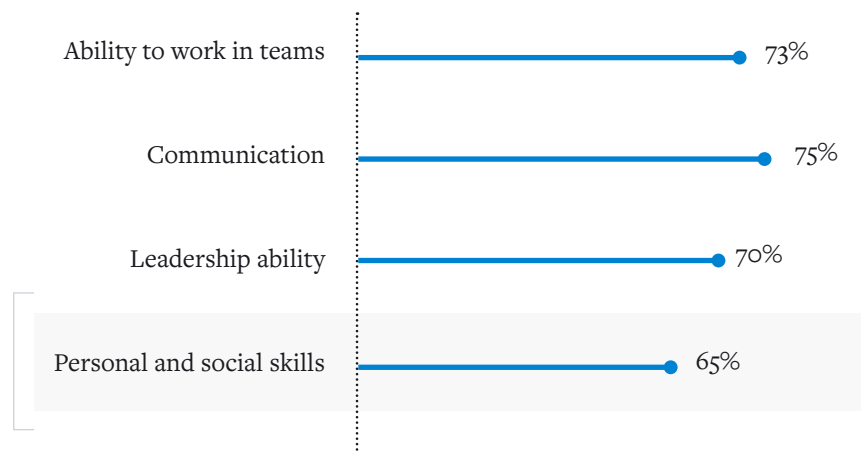 Ability to work in teams 73%
Communication 75%
Leadership ability 70%
Personal and social skills 65%